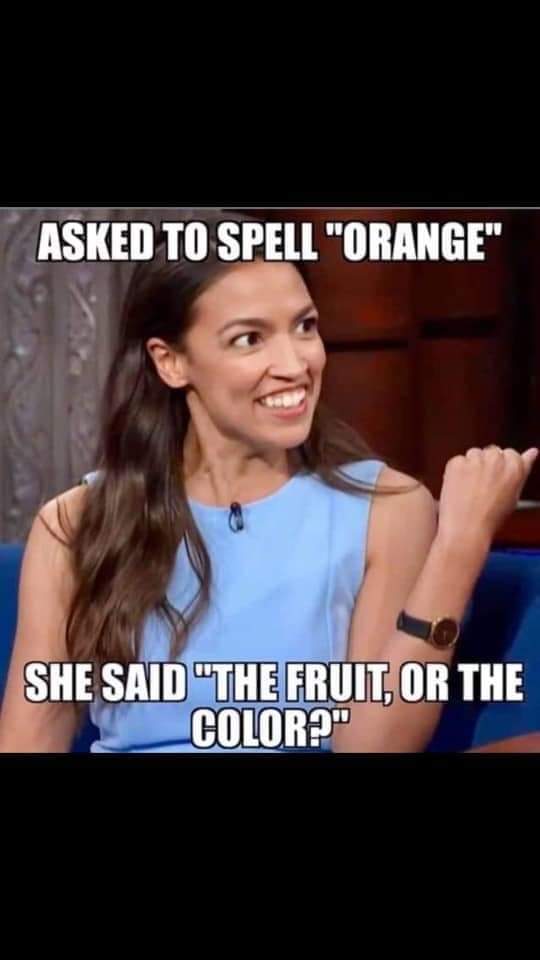 ASKED TO SPELL "ORANGE"
SHE SAID "THE FRUIT, OR THE
COLOR?"